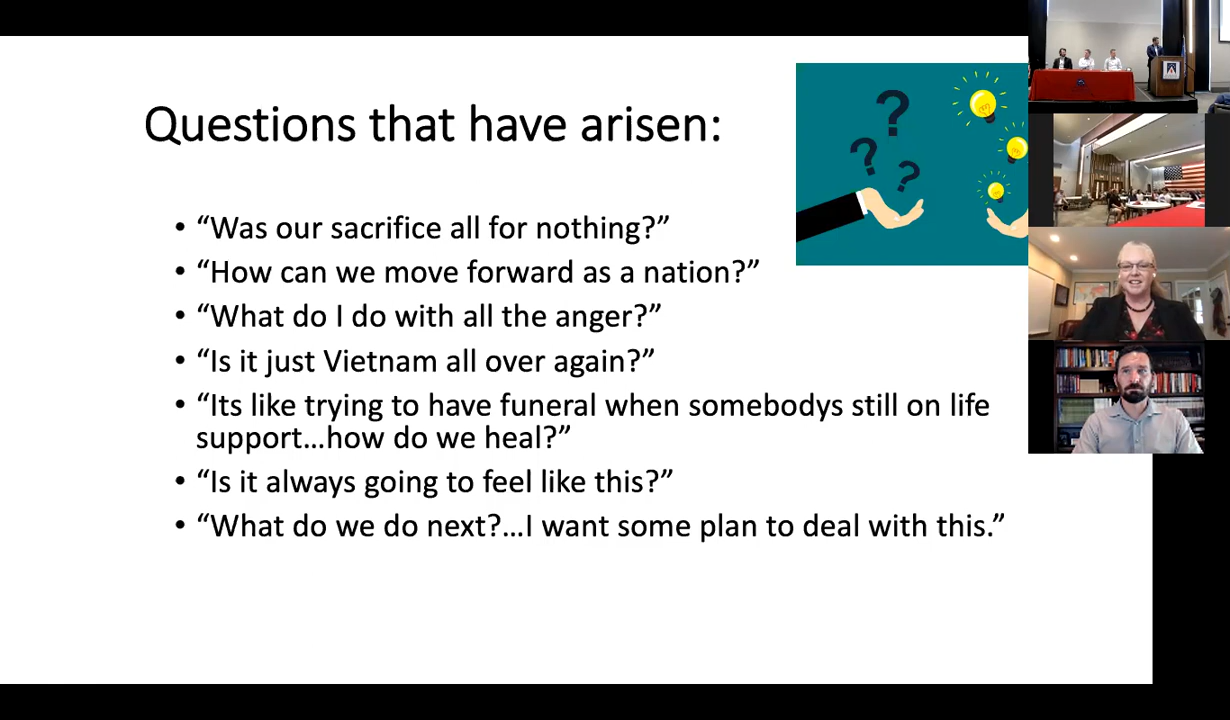 Questions that have arisen:
• “Was our sacrifice all for nothing?”
• “How can we move forward as a nation?”
• “What do I do with all the anger?”
• “Is it just Vietnam all over again?”
• “Its like trying to have funeral when somebodys still on life
support…how do we heal?”
• “Is it always going to feel like this?”
• “What do we do next?…I want some plan to deal with this.”
? ? ?